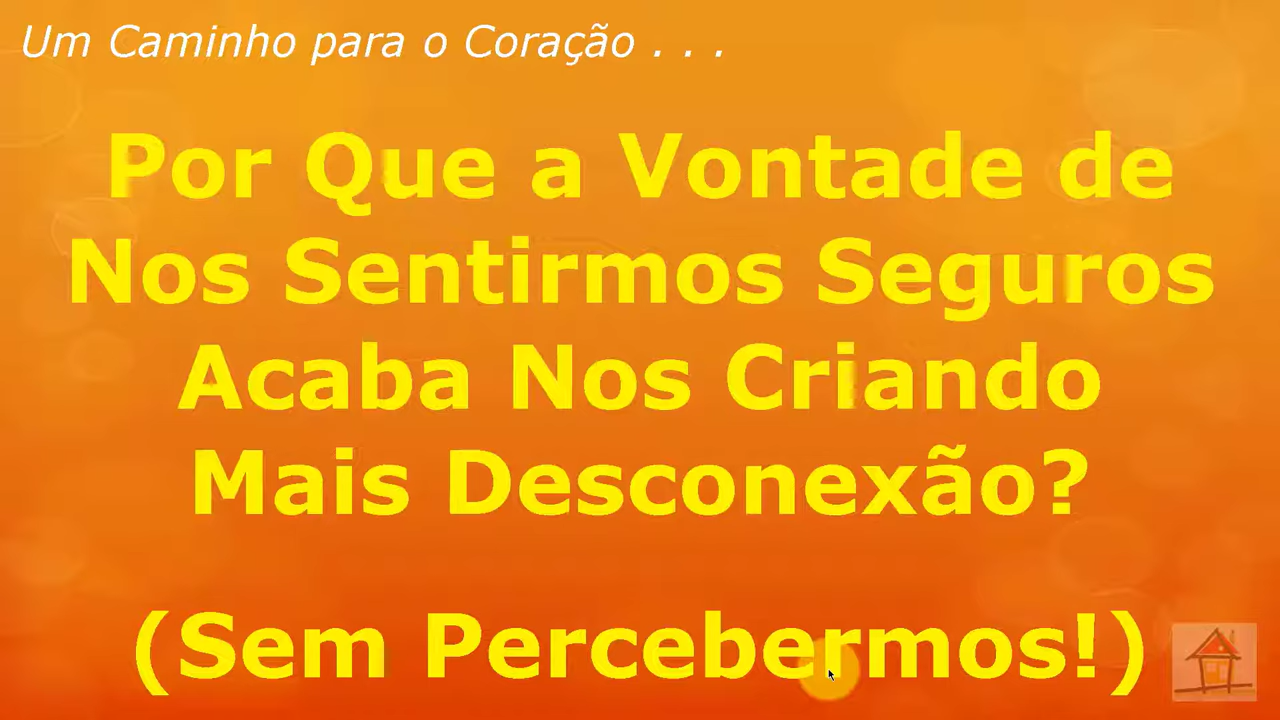 Um Caminho para o Coração . . .
Por Que a Vontade de
Nos Sentirmos Seguros
Acaba Nos Criando
Mais Desconexão?
(Sem Percebermos!)